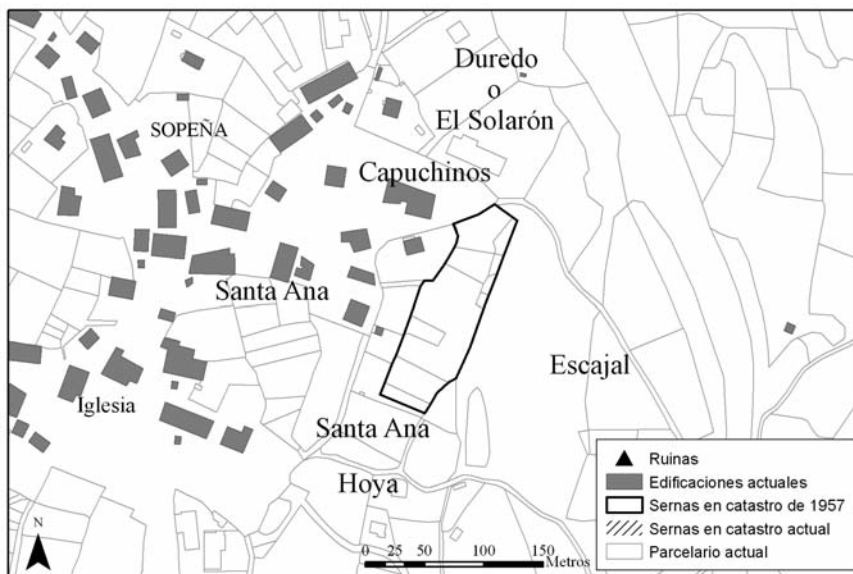 Duredo
o
El Solarón
SOPEÑA
Capuchinos
Santa Ana
Escajal
Iglesia
Santa Ana
Hoya
Ruinas
Edificaciones actuales
Sernas en catastro de 1957
Sernas en catastro actual
Parcelario actual
N
0 25 50 100 150
Metros